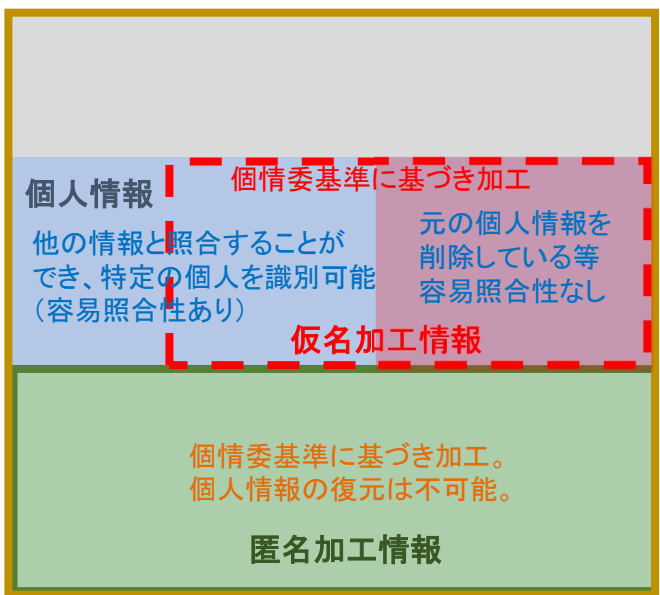 個人情報
個情委基準に基づき加工
他の情報と照合することが
でき、特定の個人を識別可能
（容易照合性あり）
元の個人情報を
削除している等
容易照合性なし
仮名加工情報
個情委基準に基づき加工。
個人情報の復元は不可能。
匿名加工情報